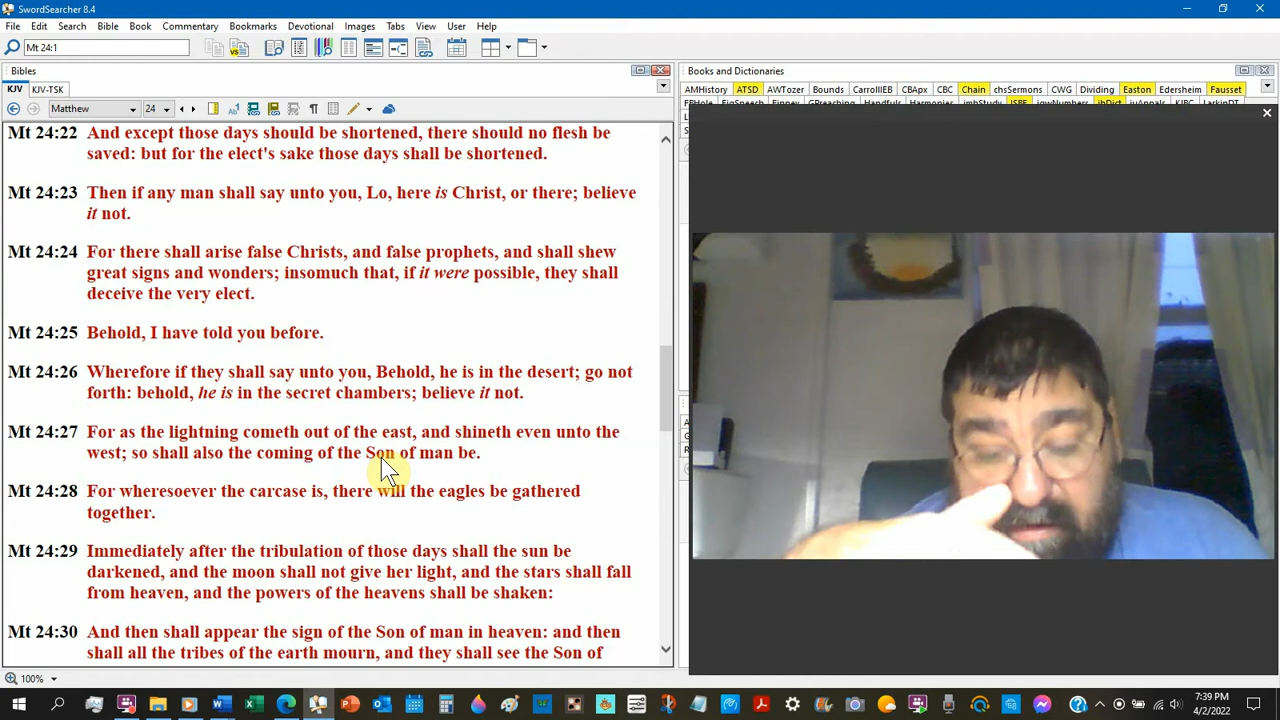 SwordSearcher 8.4
File Edit Search Bible Book Commentary Bookmarks Devotional Images Tabs View User Help
Mt 24:1
Bibles
KJV KJV-TSK
Matthew 24
Mt 24:22 And except those days should be shortened, there should no flesh be
saved: but for the elect's sake those days shall be shortened.
Mt 24:23 Then if any man shall say unto you, Lo, here is Christ, or there; believe
it not.
Mt 24:24 For there shall arise false Christs, and false prophets, and shall shew
great signs and wonders; insomuch that, if it were possible, they shall
deceive the very elect.
Mt 24:25 Behold, I have told you before.
Mt 24:26 Wherefore if they shall say unto you, Behold, he is in the desert; go not
forth: behold, he is in the secret chambers; believe it not.
Mt 24:27 For as the lightning cometh out of the east, and shineth even unto the
west; so shall also the coming of the Son of man be.
Mt 24:28 For wheresoever the carcase is, there will the eagles be gathered
together.
Mt 24:29 Immediately after the tribulation of those days shall the sun be
darkened, and the moon shall not give her light, and the stars shall fall
from heaven, and the powers of the heavens shall be shaken:
Mt 24:30 And then shall appear the sign of the Son of man in heaven: and then
shall all the tribes of the earth mourn, and they shall see the Son of
100%
Books and Dictionaries
AMHistory ATSD AWTozer Bounds CarrollIEB CBApx CBC Chain chsSermons CWG Dividing Easton Edersheim Fausset
7:39 PM
4/2/2022